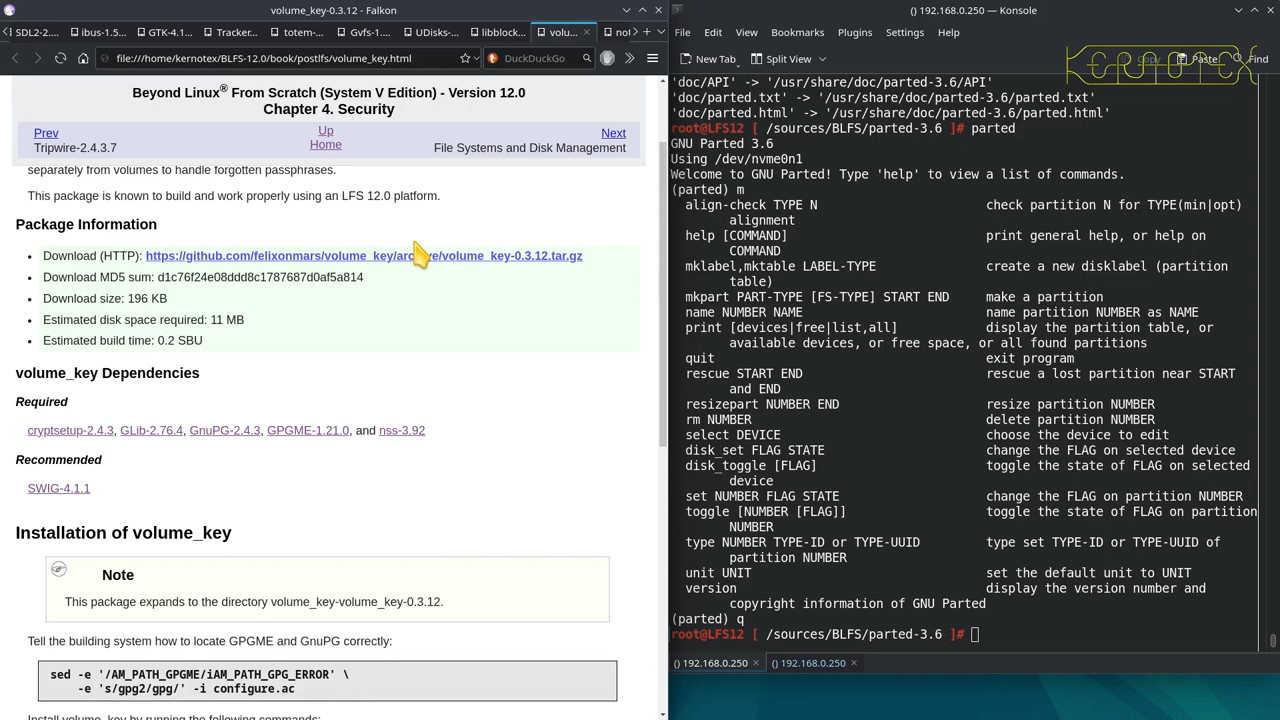 volume_key-0.3.12 - Falkon
SDL2-2....
ibus-1.5...
GTK-4.1...
Tracker...
totem-...
Gvfs-1....
UDisks-...
libblock...
volu...
not
file:///home/kernotex/BLFS-12.0/book/postlfs/volume_key.html
DuckDuckGo
Beyond Linux® From Scratch (System V Edition) - Version 12.0
Chapter 4. Security
Prev
Up
Next
Tripwire-2.4.3.7
Home
File Systems and Disk Management
separately from volumes to handle forgotten passphrases.
This package is known to build and work properly using an LFS 12.0 platform.
Package Information
Download (HTTP): https://github.com/felixonmars/volume_key/archive/volume_key-0.3.12.tar.gz
Download MD5 sum: d1c76f24e08ddd8c1787687d0af5a814
Download size: 196 KB
Estimated disk space required: 11 MB
Estimated build time: 0.2 SBU
volume_key Dependencies
Required
cryptsetup-2.4.3, GLib-2.76.4, GnuPG-2.4.3, GPGME-1.21.0, and nss-3.92
Recommended
SWIG-4.1.1
Installation of volume_key
Note
This package expands to the directory volume_key-volume_key-0.3.12.
Tell the building system how to locate GPGME and GnuPG correctly:
sed -e '/AM_PATH_GPGME/iAM_PATH_GPG_ERROR' \
-e 's/gpg2/gpg/' -i configure.ac
Install volume_key by running the following commands:
() 192.168.0.250 — Konsole
File Edit View Bookmarks Plugins Settings Help
New Tab Split View Copy Paste Find
KERNOTEX
'doc/API' -> '/usr/share/doc/parted-3.6/API'
'doc/parted.txt' -> '/usr/share/doc/parted-3.6/parted.txt'
'doc/parted.html' -> '/usr/share/doc/parted-3.6/parted.html'
root@LFS12 [ /sources/BLFS/parted-3.6 ]# parted
GNU Parted 3.6
Using /dev/nvme0n1
Welcome to GNU Parted! Type 'help' to view a list of commands.
(parted) m
align-check TYPE N check partition N for TYPE(min|opt)
alignment
help [COMMAND] print general help, or help on
COMMAND
mklabel,mktable LABEL-TYPE create a new disklabel (partition
table)
mkpart PART-TYPE [FS-TYPE] START END make a partition
name NUMBER NAME name partition NUMBER as NAME
print [devices|free|list,all] display the partition table, or
available devices, or free space, or all found partitions
quit exit program
rescue START END rescue a lost partition near START
and END
resizepart NUMBER END resize partition NUMBER
rm NUMBER delete partition NUMBER
select DEVICE choose the device to edit
disk_set FLAG STATE change the FLAG on selected device
disk_toggle [FLAG] toggle the state of FLAG on selected
device
set NUMBER FLAG STATE change the FLAG on partition NUMBER
toggle [NUMBER [FLAG]] toggle the state of FLAG on partition
NUMBER
type NUMBER TYPE-ID or TYPE-UUID type set TYPE-ID or TYPE-UUID of
partition NUMBER
unit UNIT set the default unit to UNIT
version display the version number and
copyright information of GNU Parted
(parted) q
root@LFS12 [ /sources/BLFS/parted-3.6 ]#
() 192.168.0.250
() 192.168.0.250